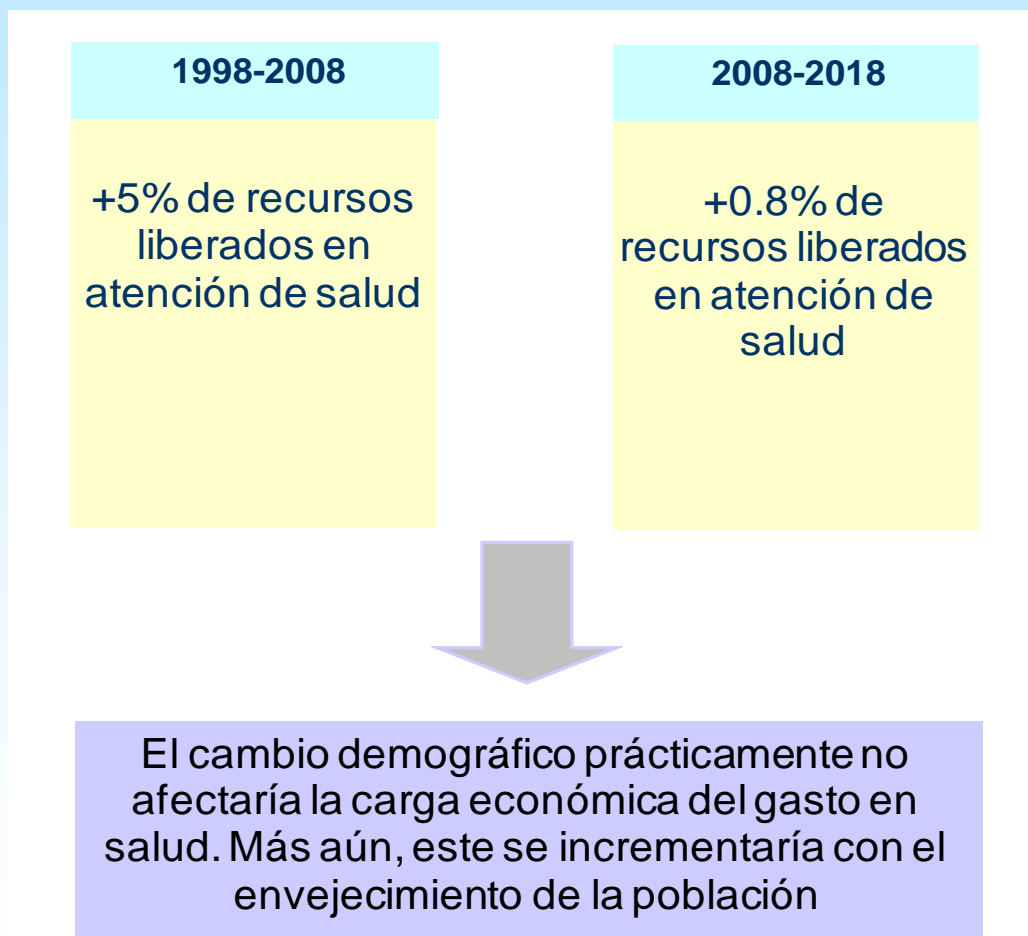 1998-2008
+5% de recursos
liberados en
atención de salud
2008-2018
+0.8% de
recursos liberados
en atención de
salud
El cambio demográfico prácticamente no
afectaría la carga económica del gasto en
salud. Más aún, este se incrementaría con el
envejecimiento de la población